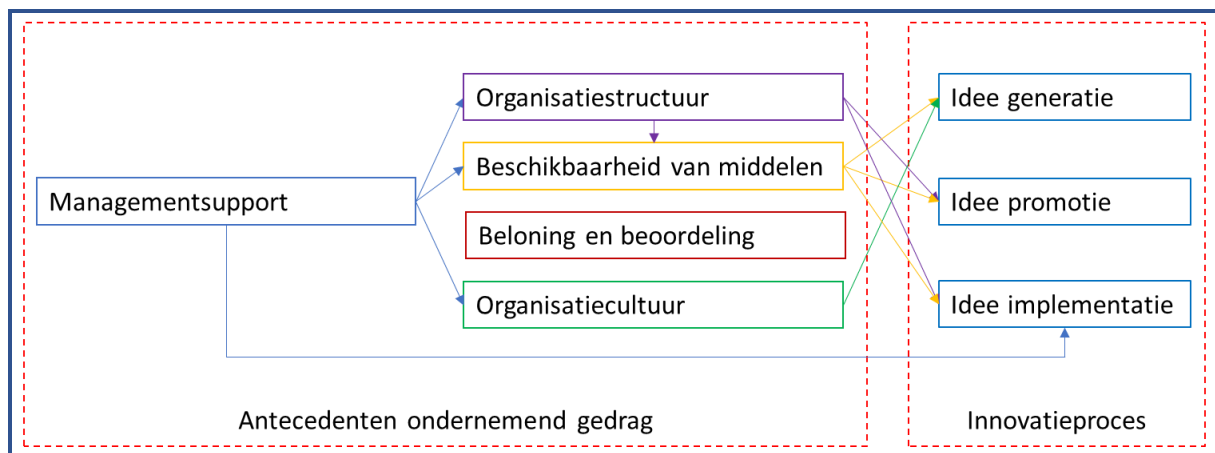 Organisatiestructuur
Idee generatie
Beschikbaarheid van middelen
Managementsupport
Idee promotie
Beloning en beoordeling
Organisatiecultuur
Idee implementatie
Antecedenten ondernemend gedrag
Innovatieproces